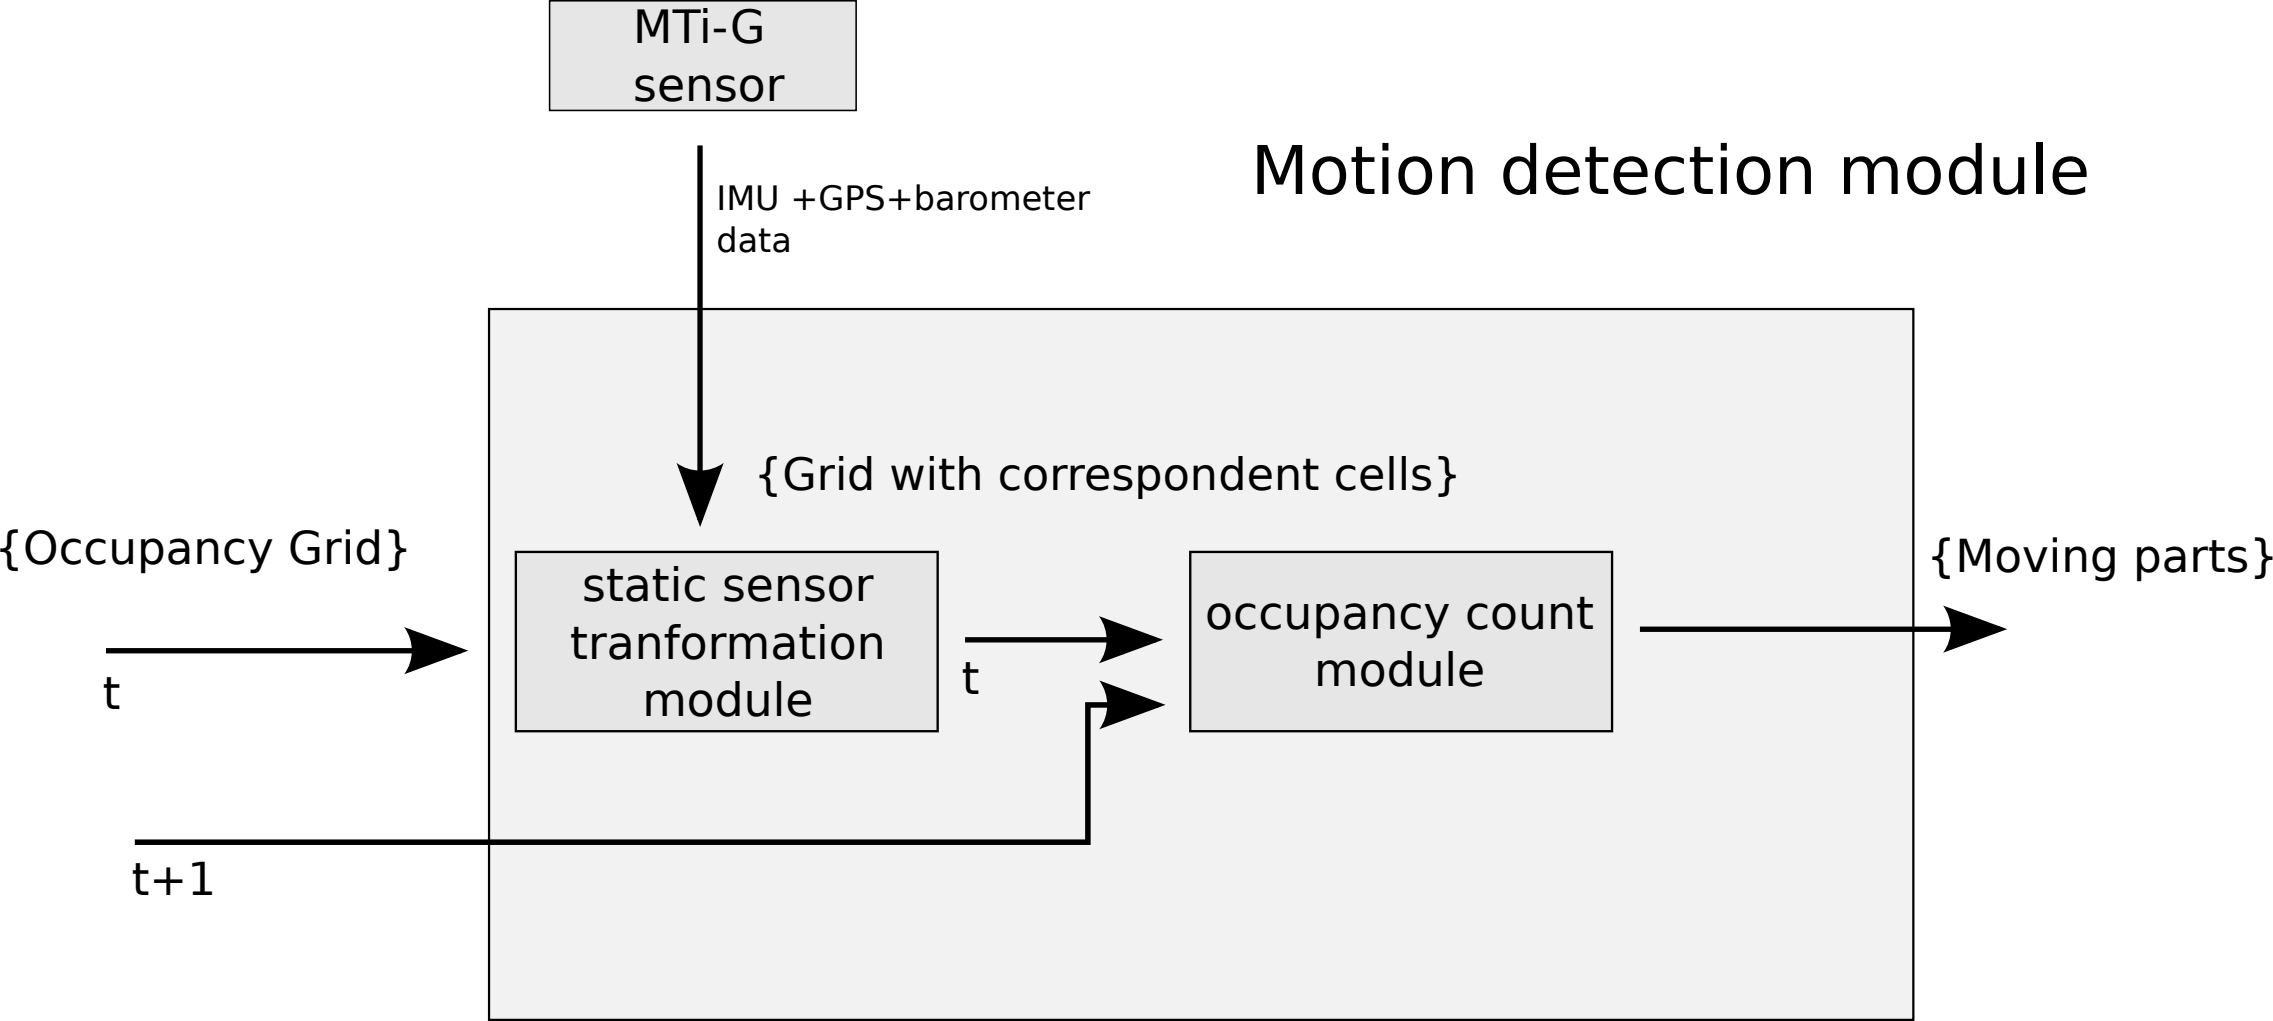 MTi-G
sensor
Motion detection module
IMU +GPS+barometer
data
{Grid with correspondent cells}
{Occupancy Grid}
t
static sensor
tranformation
module
t
occupancy count
module
{Moving parts}
t+1